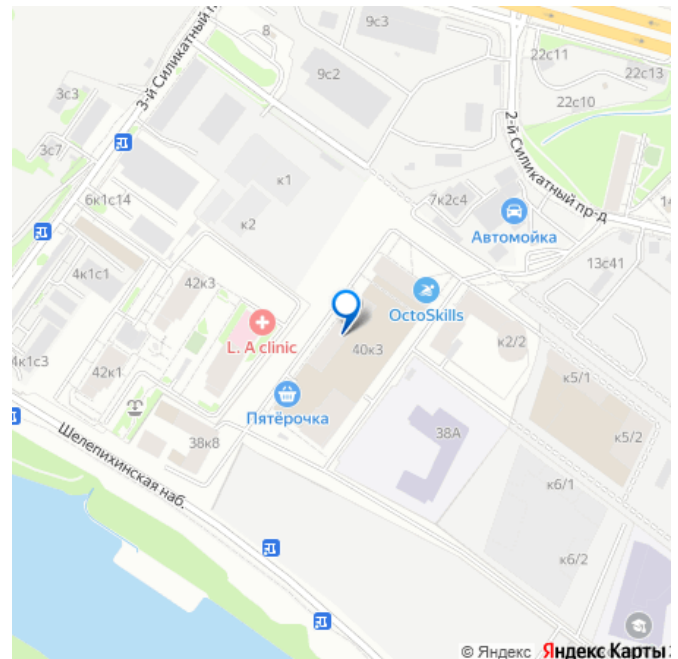 9с3
8
3-й Силикатный п
9с2
22с11
22с13
3с3
22с10
2-й Силикатный пр-д
3с7
к1
7к2с4
6к1с14
к2
Автомойка
13с41
4к1с1
42к3
OctoSkills
L. A clinic
40к3
к2/2
4к1с3
42к1
к5/1
Пятёрочка
38А
38к8
к5/2
Шелепихинская наб.
к6/1
к6/2
© Яндекс Яндекс Карты